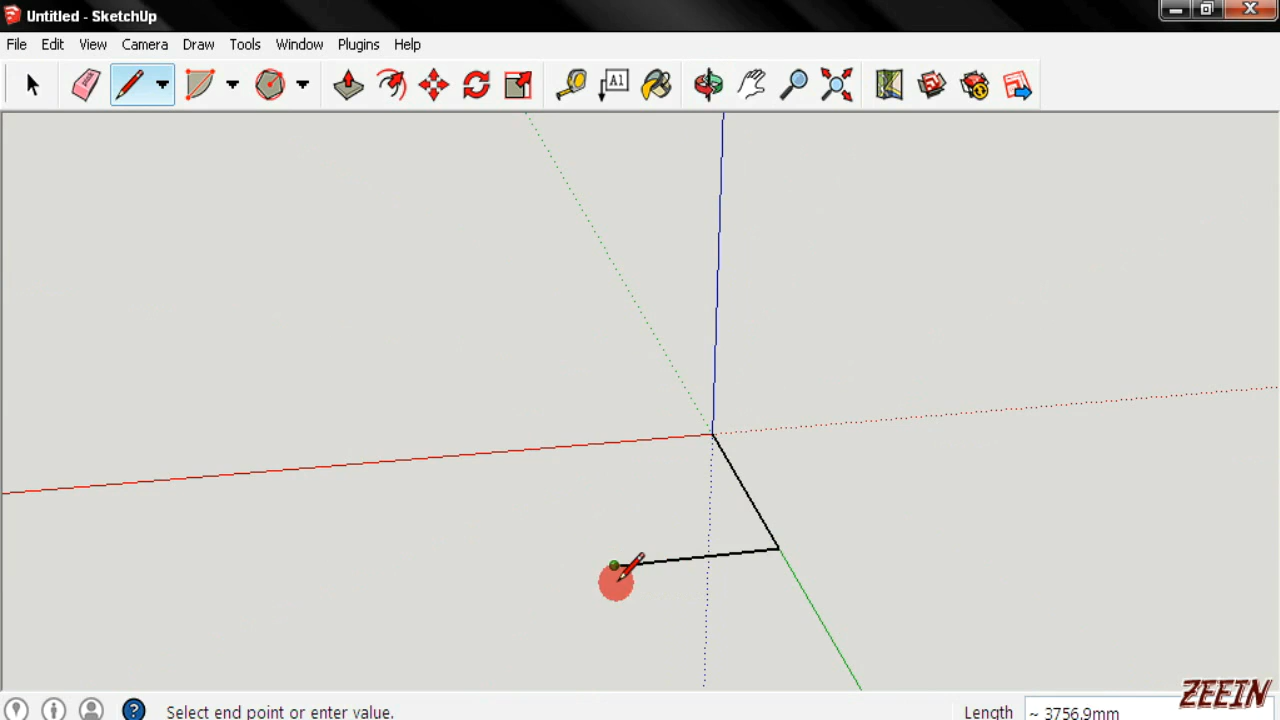 Untitled - SketchUp
File Edit View Camera Draw Tools Window Plugins Help
A1
Select end point or enter value.
Length ~ 3756.9mm
ZEEIN